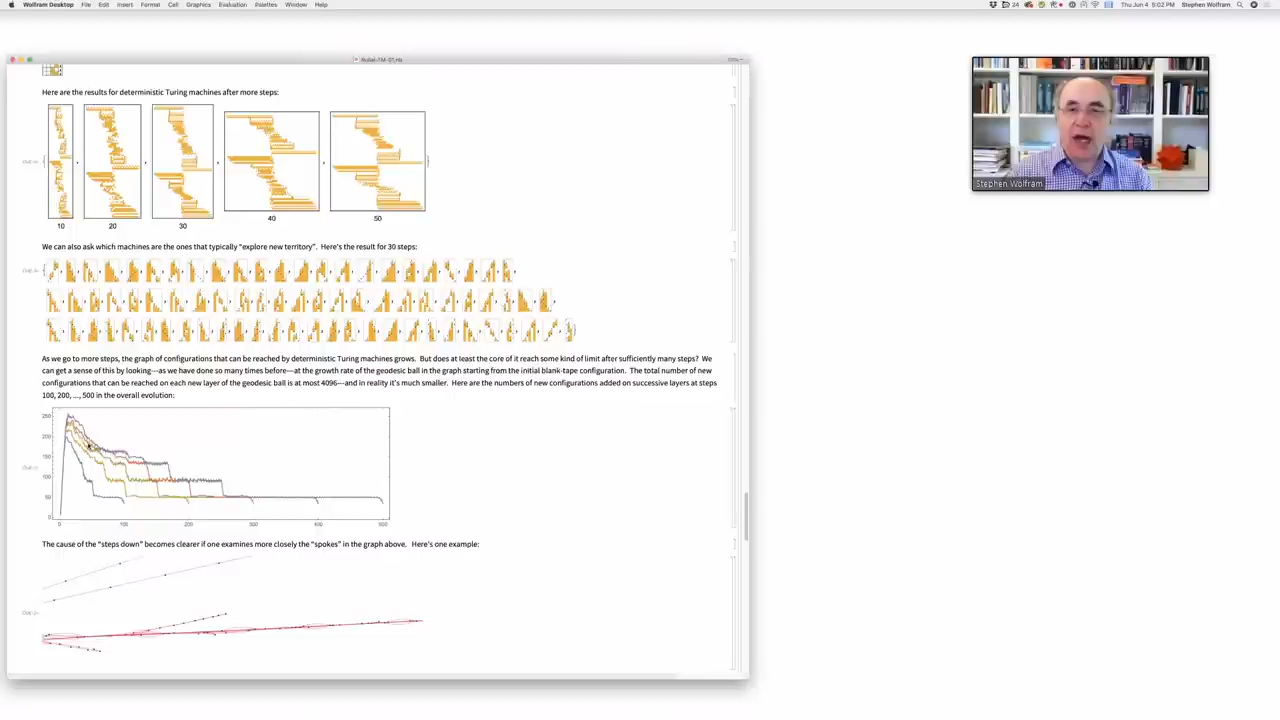 Wolfram Desktop File Edit Insert Format Cell Graphics Evaluation Palettes Window Help
24 Thu Jun 4 5:02 PM Stephen Wolfram
Here are the results for deterministic Turing machines after more steps:
10 20 30 40 50
We can also ask which machines are the ones that typically “explore new territory”. Here's the result for 30 steps:
As we go to more steps, the graph of configurations that can be reached by deterministic Turing machines grows. But does at least the core of it reach some kind of limit after sufficiently many steps? We
can get a sense of this by looking---as we have done so many times before---at the growth rate of the geodesic ball in the graph starting from the initial blank-tape configuration. The total number of new
configurations that can be reached on each new layer of the geodesic ball is at most 4096---and in reality it's much smaller. Here are the numbers of new configurations added on successive layers at steps
100, 200, ..., 500 in the overall evolution:
250
200
150
100
50
0
0 100 200 300 400 500
The cause of the “steps down” becomes clearer if one examines more closely the “spokes” in the graph above. Here's one example:
Stephen Wolfram